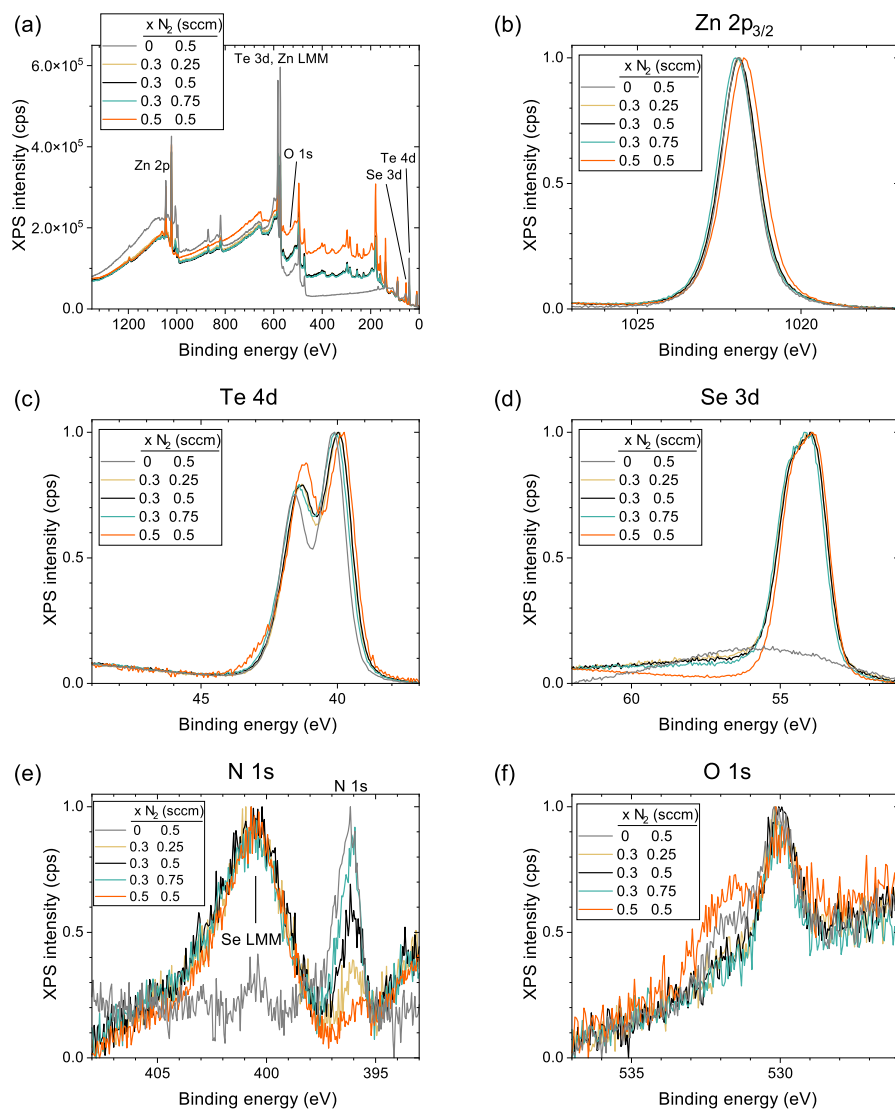 (a)
x N₂ (sccm)
0 0.5
0.3 0.25
0.3 0.5
0.3 0.75
0.5 0.5
Te 3d, Zn LMM
Zn 2p
O 1s
Te 4d
Se 3d
6.0×10⁵
4.0×10⁵
2.0×10⁵
0.0
XPS intensity (cps)
1200 1000 800 600 400 200 0
Binding energy (eV)
(b)
Zn 2p₃/₂
x N₂ (sccm)
0 0.5
0.3 0.25
0.3 0.5
0.3 0.75
0.5 0.5
1.0
0.5
0.0
XPS intensity (cps)
1025 1020
Binding energy (eV)
(c)
Te 4d
x N₂ (sccm)
0 0.5
0.3 0.25
0.3 0.5
0.3 0.75
0.5 0.5
1.0
0.5
0.0
XPS intensity (cps)
45 40
Binding energy (eV)
(d)
Se 3d
x N₂ (sccm)
0 0.5
0.3 0.25
0.3 0.5
0.3 0.75
0.5 0.5
1.0
0.5
0.0
XPS intensity (cps)
60 55
Binding energy (eV)
(e)
N 1s
N 1s
x N₂ (sccm)
0 0.5
0.3 0.25
0.3 0.5
0.3 0.75
0.5 0.5
Se LMM
1.0
0.5
0.0
XPS intensity (cps)
405 400 395
Binding energy (eV)
(f)
O 1s
x N₂ (sccm)
0 0.5
0.3 0.25
0.3 0.5
0.3 0.75
0.5 0.5
1.0
0.5
0.0
XPS intensity (cps)
535 530
Binding energy (eV)